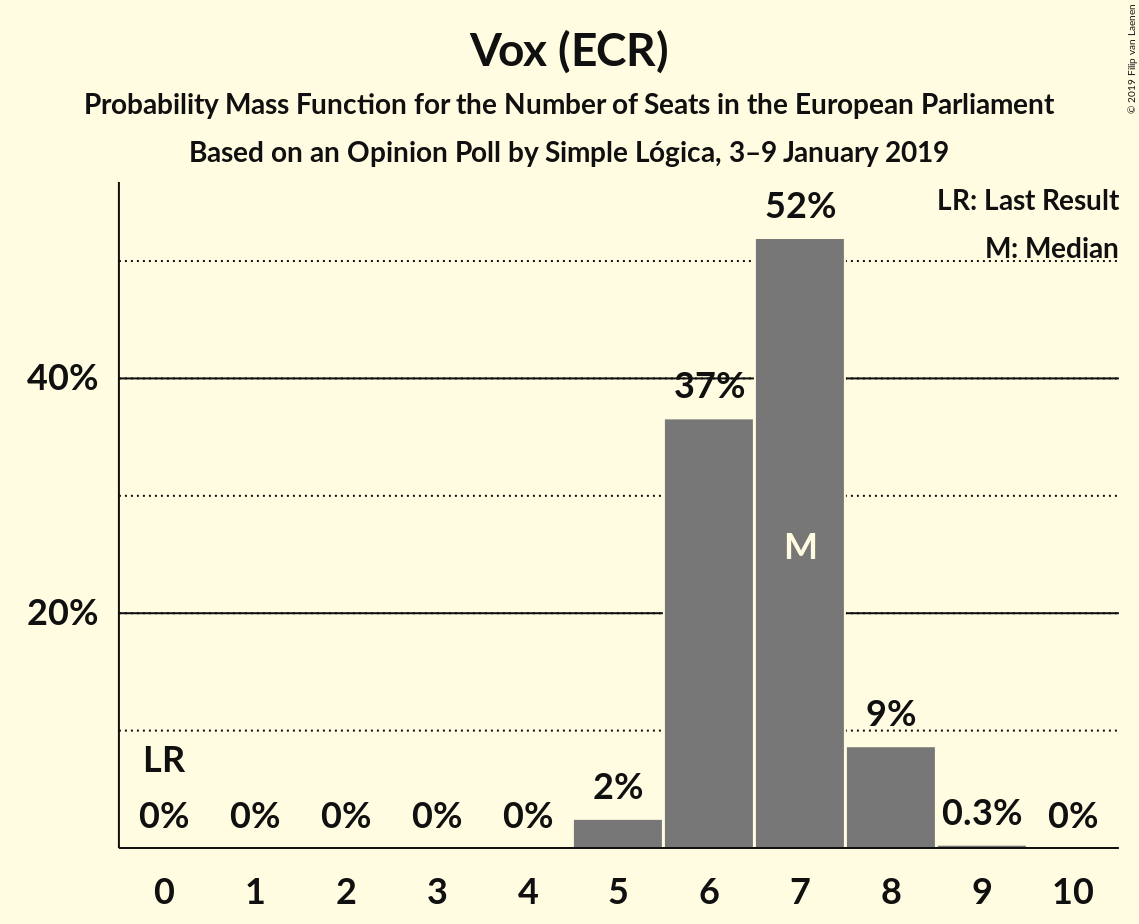 Vox (ECR)
Probability Mass Function for the Number of Seats in the European Parliament
Based on an Opinion Poll by Simple Lógica, 3–9 January 2019
© 2019 Filip van Laenen
LR: Last Result
M: Median
52%
40%
37%
M
20%
9%
LR
2%
0% 0% 0% 0% 0% 0.3% 0%
0 1 2 3 4 5 6 7 8 9 10